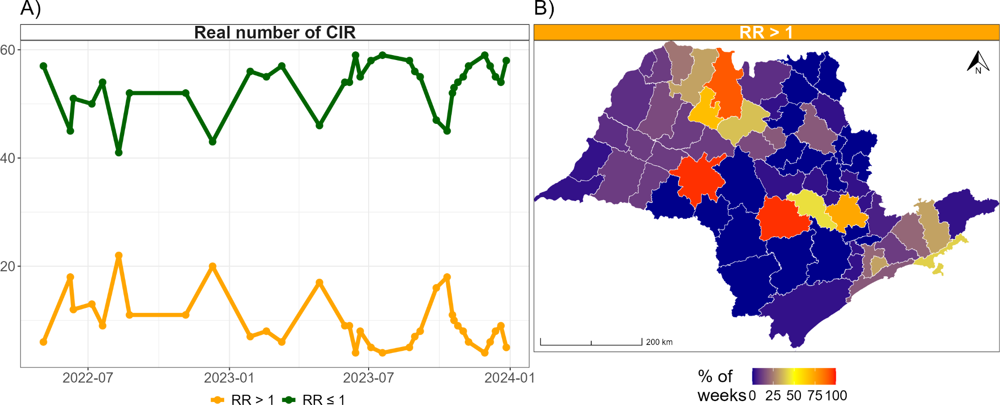 A)
Real number of CIR
60
40
20
2022-07 2023-01 2023-07 2024-01
RR > 1 RR ≤ 1
B)
RR > 1
N
200 km
% of
weeks 0 25 50 75 100